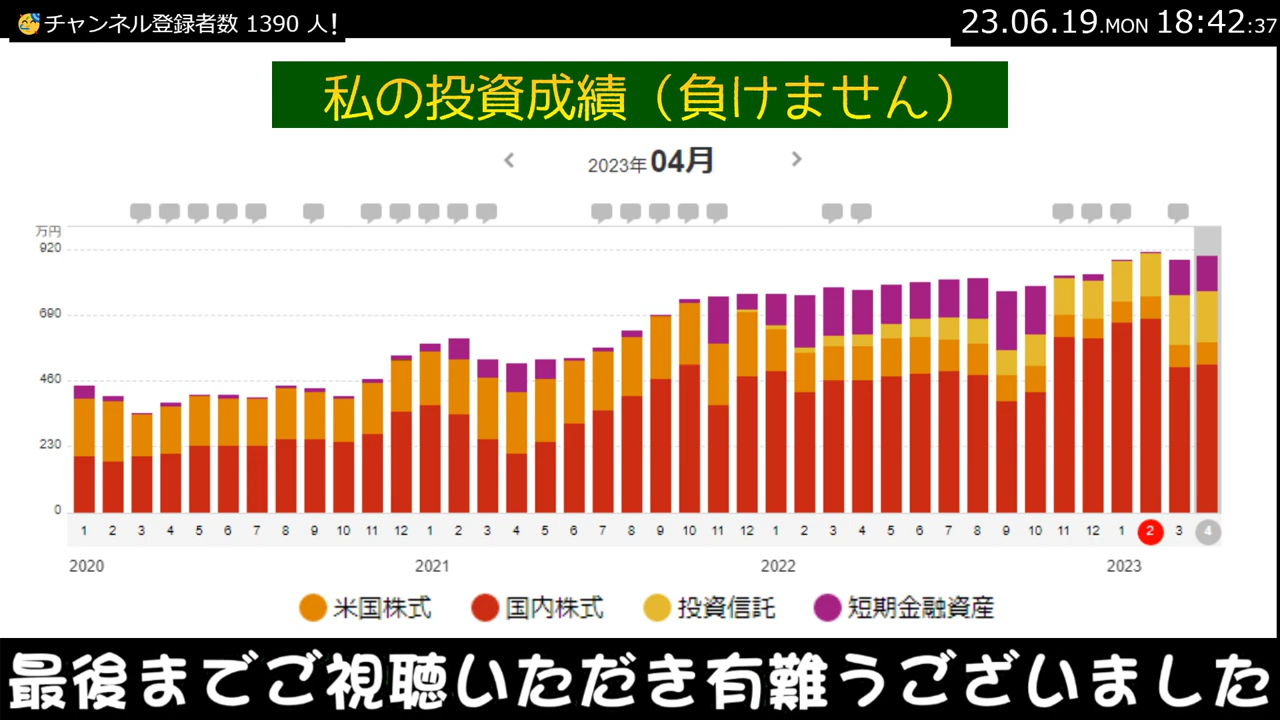 🥳チャンネル登録者数 1390 人！
23.06.19.MON 18:42:37
私の投資成績（負けません）
2023年 04月
万円
920
690
460
230
0
1 2 3 4 5 6 7 8 9 10 11 12 1 2 3 4 5 6 7 8 9 10 11 12 1 2 3 4 5 6 7 8 9 10 11 12 1 2 3 4
2020 2021 2022 2023
米国株式 国内株式 投資信託 短期金融資産
最後までご視聴いただき有難うございました